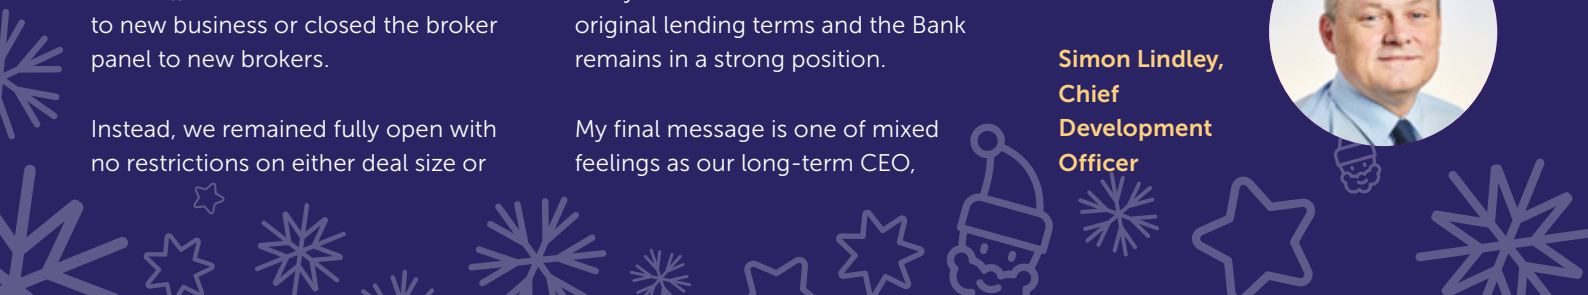 to new business or closed the broker
panel to new brokers.
Instead, we remained fully open with
no restrictions on either deal size or
original lending terms and the Bank
remains in a strong position.
My final message is one of mixed
feelings as our long-term CEO,
Simon Lindley,
Chief
Development
Officer